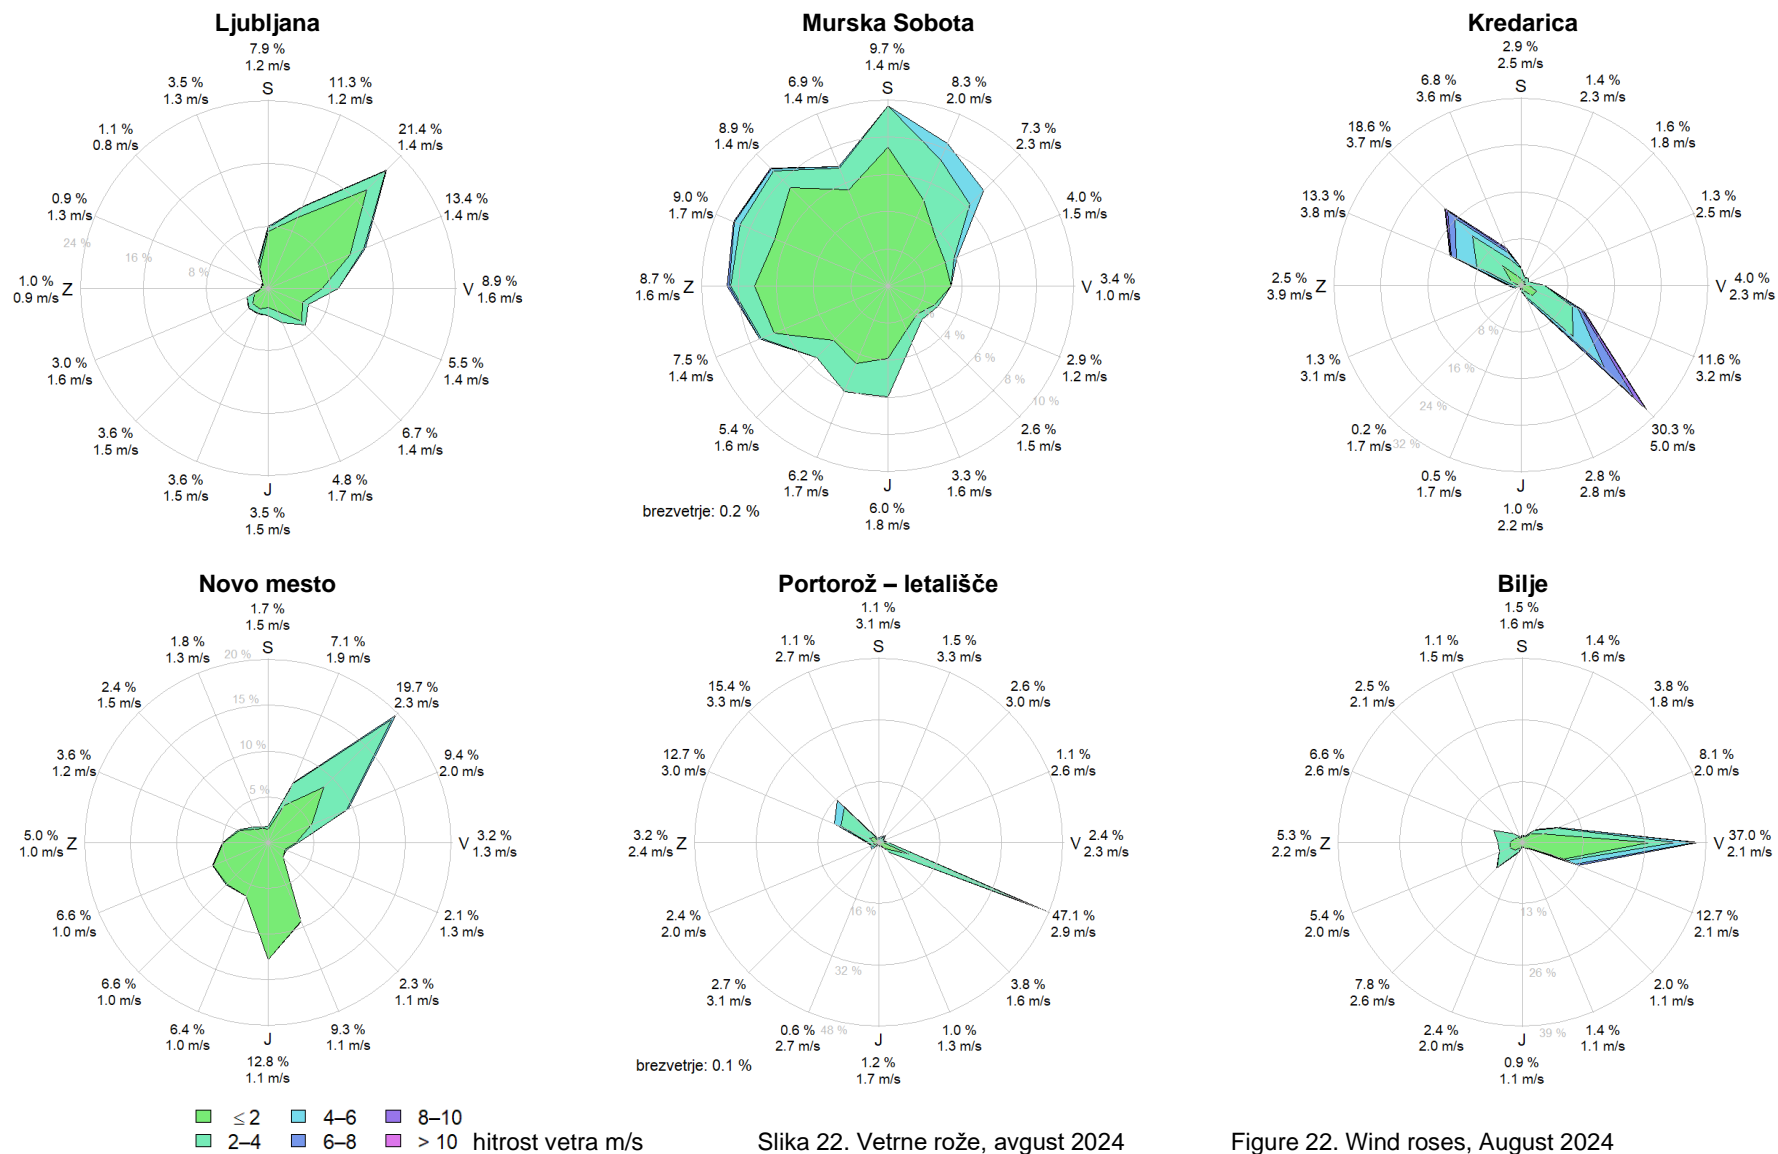 Ljubljana
7.9 %
1.2 m/s
S
11.3 %
1.2 m/s
21.4 %
1.4 m/s
13.4 %
1.4 m/s
V
8.9 %
1.6 m/s
5.5 %
1.4 m/s
6.7 %
1.4 m/s
4.8 %
1.7 m/s
J
3.5 %
1.5 m/s
3.6 %
1.5 m/s
3.6 %
1.5 m/s
3.0 %
1.6 m/s
1.0 %
0.9 m/s
Z
0.9 %
1.3 m/s
1.1 %
0.8 m/s
3.5 %
1.3 m/s
24 %
16 %
8 %
Murska Sobota
9.7 %
1.4 m/s
S
8.3 %
2.0 m/s
7.3 %
2.3 m/s
4.0 %
1.5 m/s
V
3.4 %
1.0 m/s
2.9 %
1.2 m/s
2.6 %
1.5 m/s
3.3 %
1.6 m/s
J
6.0 %
1.8 m/s
6.2 %
1.7 m/s
5.4 %
1.6 m/s
7.5 %
1.4 m/s
8.7 %
1.6 m/s
Z
9.0 %
1.7 m/s
8.9 %
1.4 m/s
6.9 %
1.4 m/s
4 %
6 %
8 %
10 %
brezvetrje: 0.2 %
Kredarica
2.9 %
2.5 m/s
S
1.4 %
2.3 m/s
1.6 %
1.8 m/s
1.3 %
2.5 m/s
V
4.0 %
2.3 m/s
11.6 %
3.2 m/s
30.3 %
5.0 m/s
2.8 %
2.8 m/s
J
1.0 %
2.2 m/s
0.5 %
1.7 m/s
0.2 %
1.7 m/s
1.3 %
3.1 m/s
2.5 %
3.9 m/s
Z
13.3 %
3.8 m/s
18.6 %
3.7 m/s
6.8 %
3.6 m/s
8 %
16 %
24 %
32 %
Novo mesto
1.7 %
1.5 m/s
S
7.1 %
1.9 m/s
19.7 %
2.3 m/s
9.4 %
2.0 m/s
V
3.2 %
1.3 m/s
2.1 %
1.3 m/s
2.3 %
1.1 m/s
9.3 %
1.1 m/s
J
12.8 %
1.1 m/s
6.4 %
1.0 m/s
6.6 %
1.0 m/s
6.6 %
1.0 m/s
5.0 %
1.0 m/s
Z
3.6 %
1.2 m/s
2.4 %
1.5 m/s
1.8 %
1.3 m/s
20 %
15 %
10 %
5 %
Portorož – letališče
1.1 %
3.1 m/s
S
1.5 %
3.3 m/s
2.6 %
3.0 m/s
1.1 %
2.6 m/s
V
2.4 %
2.3 m/s
47.1 %
2.9 m/s
3.8 %
1.6 m/s
1.0 %
1.3 m/s
J
1.2 %
1.7 m/s
0.6 %
2.7 m/s
2.7 %
3.1 m/s
2.4 %
2.0 m/s
3.2 %
2.4 m/s
Z
12.7 %
3.0 m/s
15.4 %
3.3 m/s
1.1 %
2.7 m/s
16 %
32 %
48 %
brezvetrje: 0.1 %
Bilje
1.5 %
1.6 m/s
S
1.4 %
1.6 m/s
3.8 %
1.8 m/s
8.1 %
2.0 m/s
V
37.0 %
2.1 m/s
12.7 %
2.1 m/s
2.0 %
1.1 m/s
1.4 %
1.1 m/s
J
0.9 %
1.1 m/s
2.4 %
2.0 m/s
7.8 %
2.6 m/s
5.4 %
2.0 m/s
5.3 %
2.2 m/s
Z
6.6 %
2.6 m/s
2.5 %
2.1 m/s
1.1 %
1.5 m/s
13 %
26 %
39 %
≤ 2 4–6 8–10
2–4 6–8 > 10 hitrost vetra m/s
Slika 22. Vetrne rože, avgust 2024
Figure 22. Wind roses, August 2024